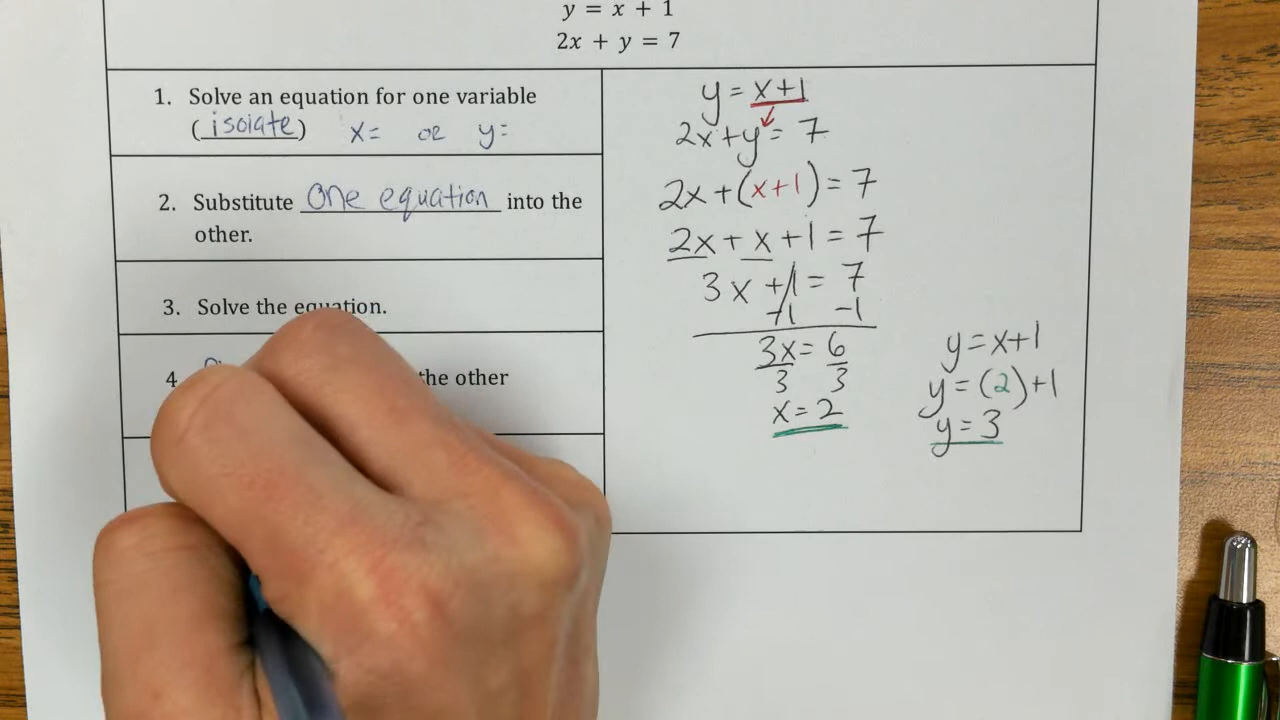 y = x + 1
2x + y = 7
1. Solve an equation for one variable
(isolate) x= or y=
2. Substitute One equation into the
other.
3. Solve the equation.
4. the other
y = x+1
2x+y = 7
2x+(x+1) = 7
2x + x +1 = 7
3x +1 = 7
-1 -1
3x = 6
3 3
x = 2
y=x+1
y=(2)+1
y = 3